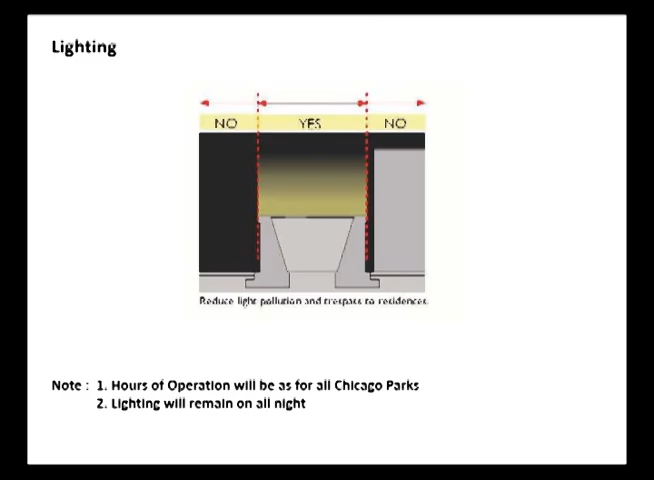 Lighting
NO YES NO
Reduce light pollution and trespass to residences.
Note : 1. Hours of Operation will be as for all Chicago Parks
2. Lighting will remain on all night